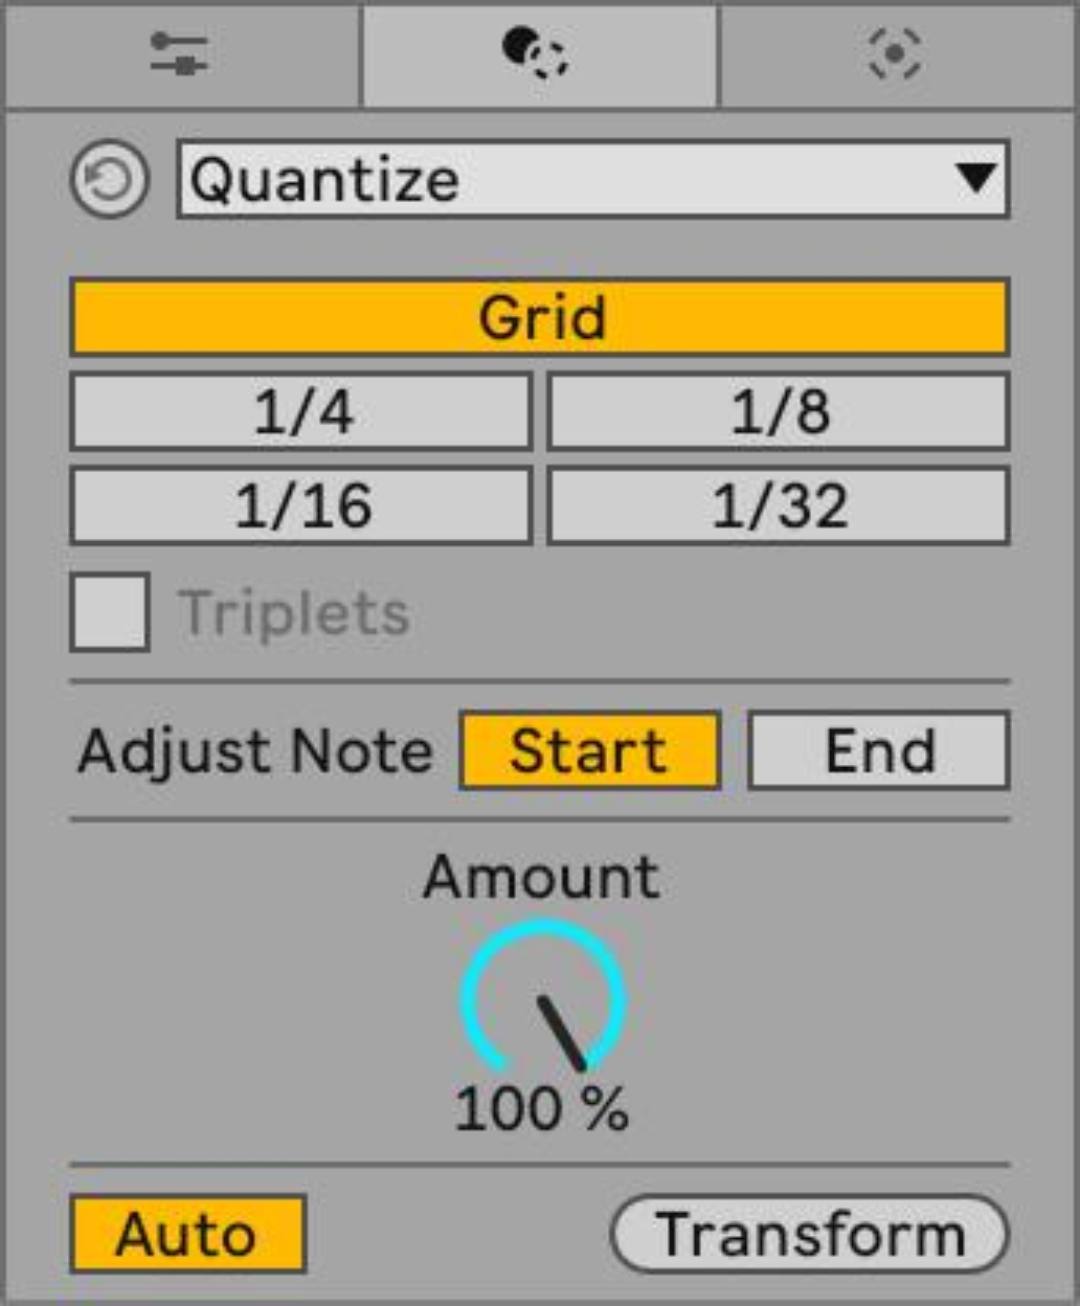 Quantize
Grid
1/4 1/8
1/16 1/32
Triplets
Adjust Note Start End
Amount
100 %
Auto Transform